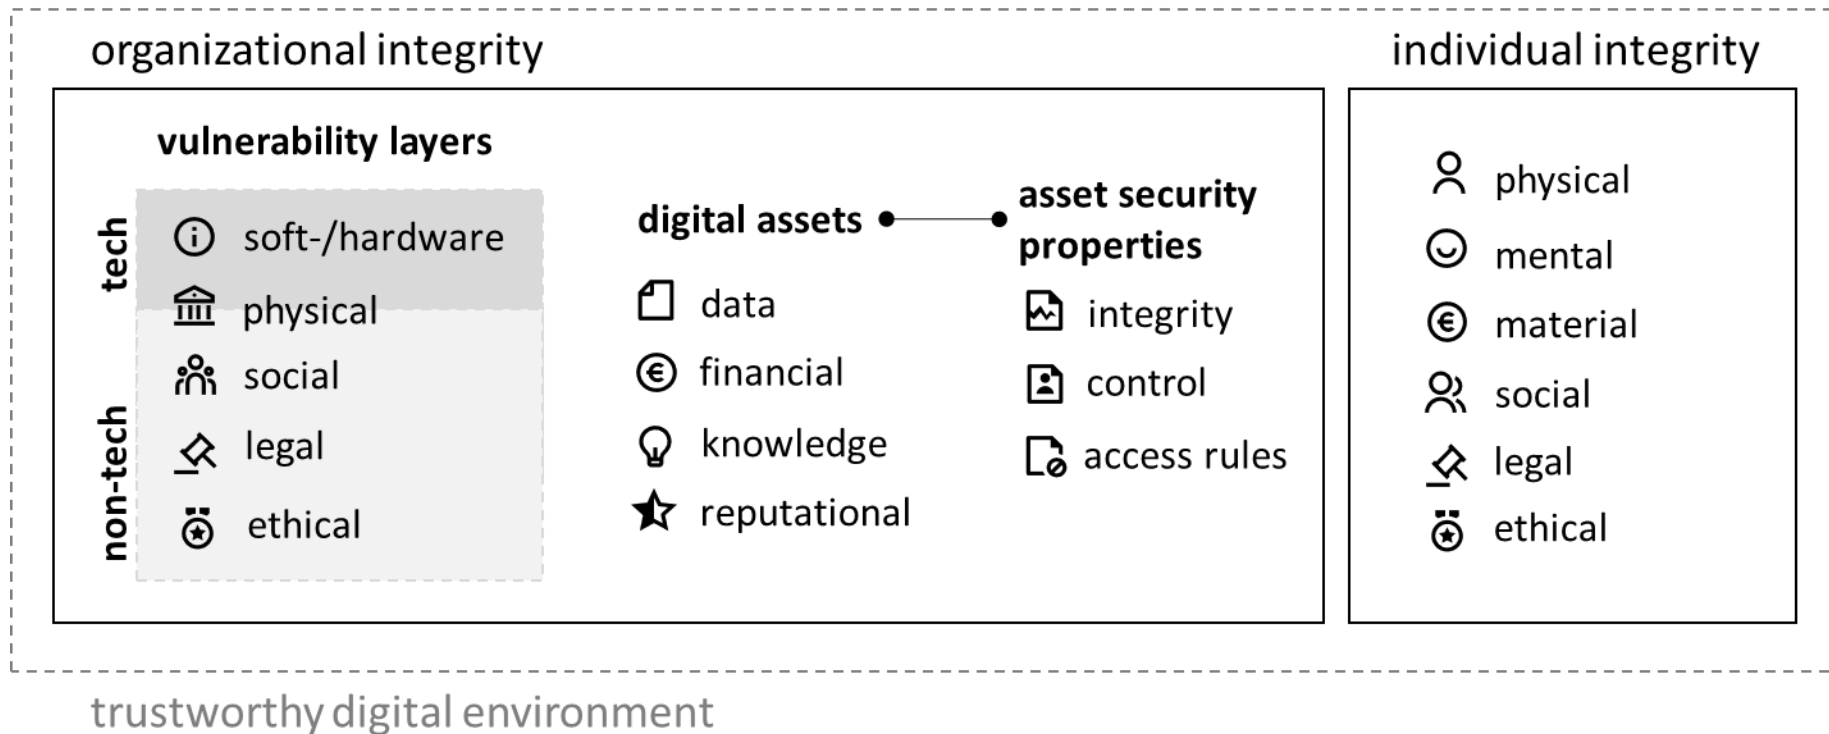 organizational integrity
individual integrity
vulnerability layers
tech
soft-/hardware
physical
non-tech
social
legal
ethical
digital assets
data
financial
knowledge
reputational
asset security
properties
integrity
control
access rules
physical
mental
material
social
legal
ethical
trustworthy digital environment